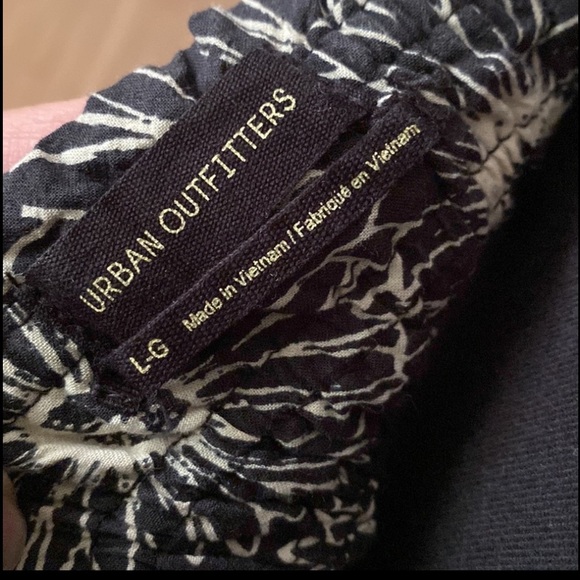 URBAN OUTFITTERS
L-G Made in Vietnam / Fabriqué en Vietnam